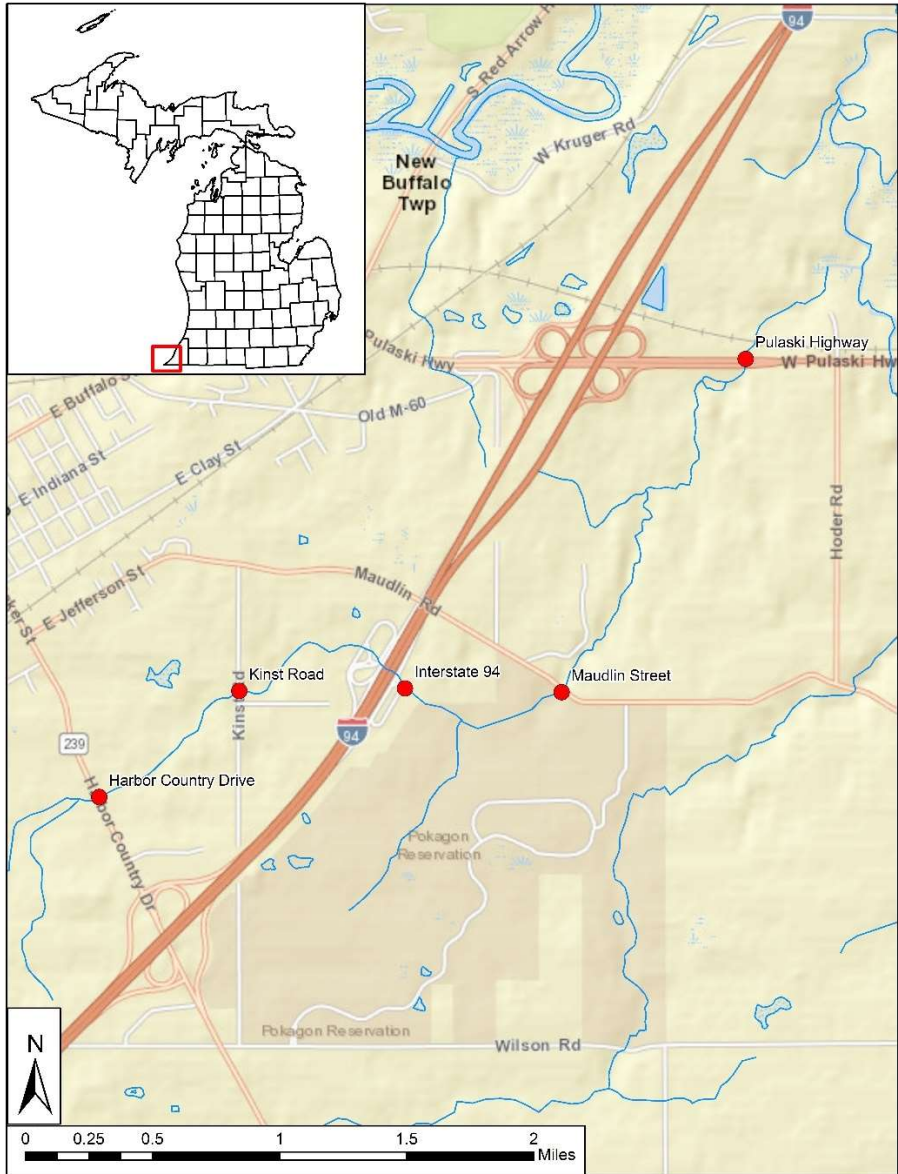 94
S Red Arrow H
W Kruger Rd
New
Buffalo
Twp
Pulaski Highway
Pulaski Hwy
W Pulaski Hw
Old M-60
E Buffalo S
E Clay St
E Indiana St
Hoder Rd
Maudlin Rd
E Jefferson St
ker St
Kinst Road
Kinst Rd
Interstate 94
Maudlin Street
94
239
Harbor Country Drive
Harbor Country Dr
Pokagon
Reservation
Pokagon Reservation
Wilson Rd
N
0 0.25 0.5 1 1.5 2
Miles